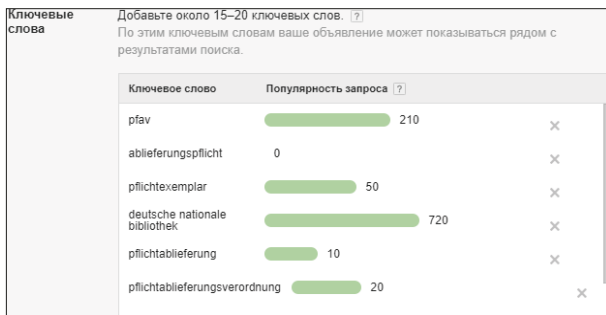 Ключевые слова
Добавьте около 15–20 ключевых слов. ?
По этим ключевым словам ваше объявление может показываться рядом с
результатами поиска.
Ключевое слово Популярность запроса ?
pfav 210
ablieferungspflicht 0
pflichtexemplar 50
deutsche nationale
bibliothek 720
pflichtablieferung 10
pflichtablieferungsverordnung 20